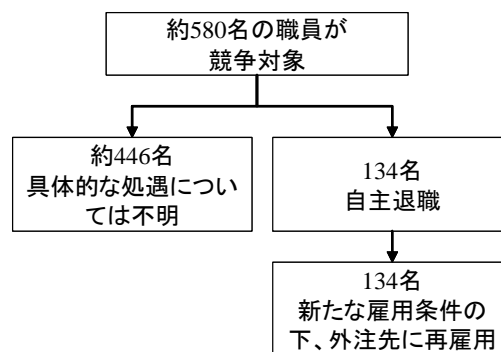 約580名の職員が
競争対象
約446名
具体的な処遇につい
ては不明
134名
自主退職
134名
新たな雇用条件の
下、外注先に再雇用